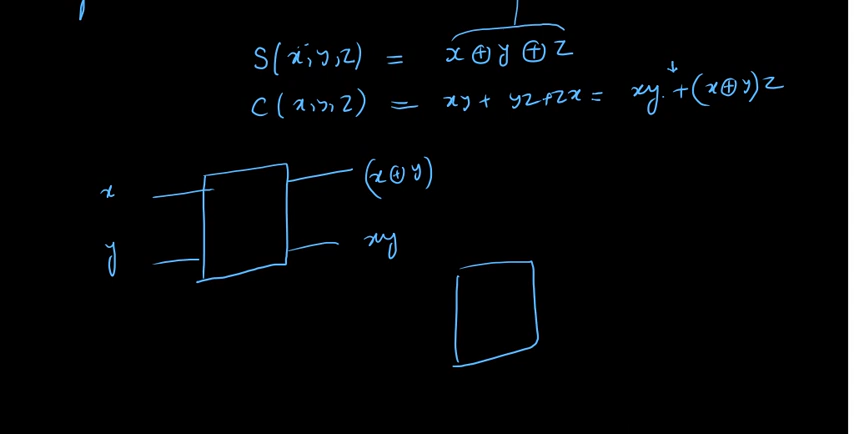 S(x,y,z) = x ⊕ y ⊕ z
C(x,y,z) = xy + yz + zx = xy + (x ⊕ y) z
x (x ⊕ y)
y xy